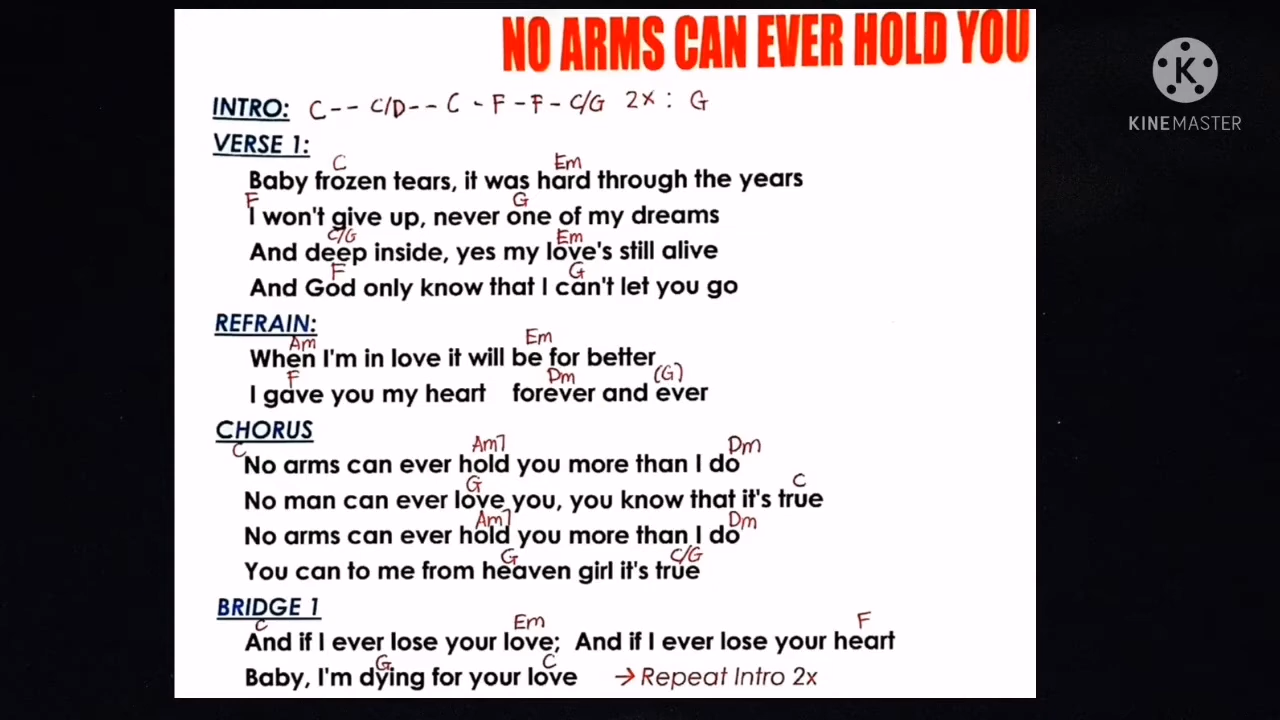 NO ARMS CAN EVER HOLD YOU
K
KINEMASTER
INTRO: C-- C/D-- C - F - F - C/G 2x : G
VERSE 1:
C Em
Baby frozen tears, it was hard through the years
F G
I won't give up, never one of my dreams
C/G Em
And deep inside, yes my love's still alive
F G
And God only know that I can't let you go
REFRAIN:
Am Em
When I'm in love it will be for better
F Dm (G)
I gave you my heart forever and ever
CHORUS
C Am7 Dm
No arms can ever hold you more than I do
G C
No man can ever love you, you know that it's true
Am7 Dm
No arms can ever hold you more than I do
G C/G
You can to me from heaven girl it's true
BRIDGE 1
C Em F
And if I ever lose your love; And if I ever lose your heart
G C
Baby, I'm dying for your love → Repeat Intro 2x